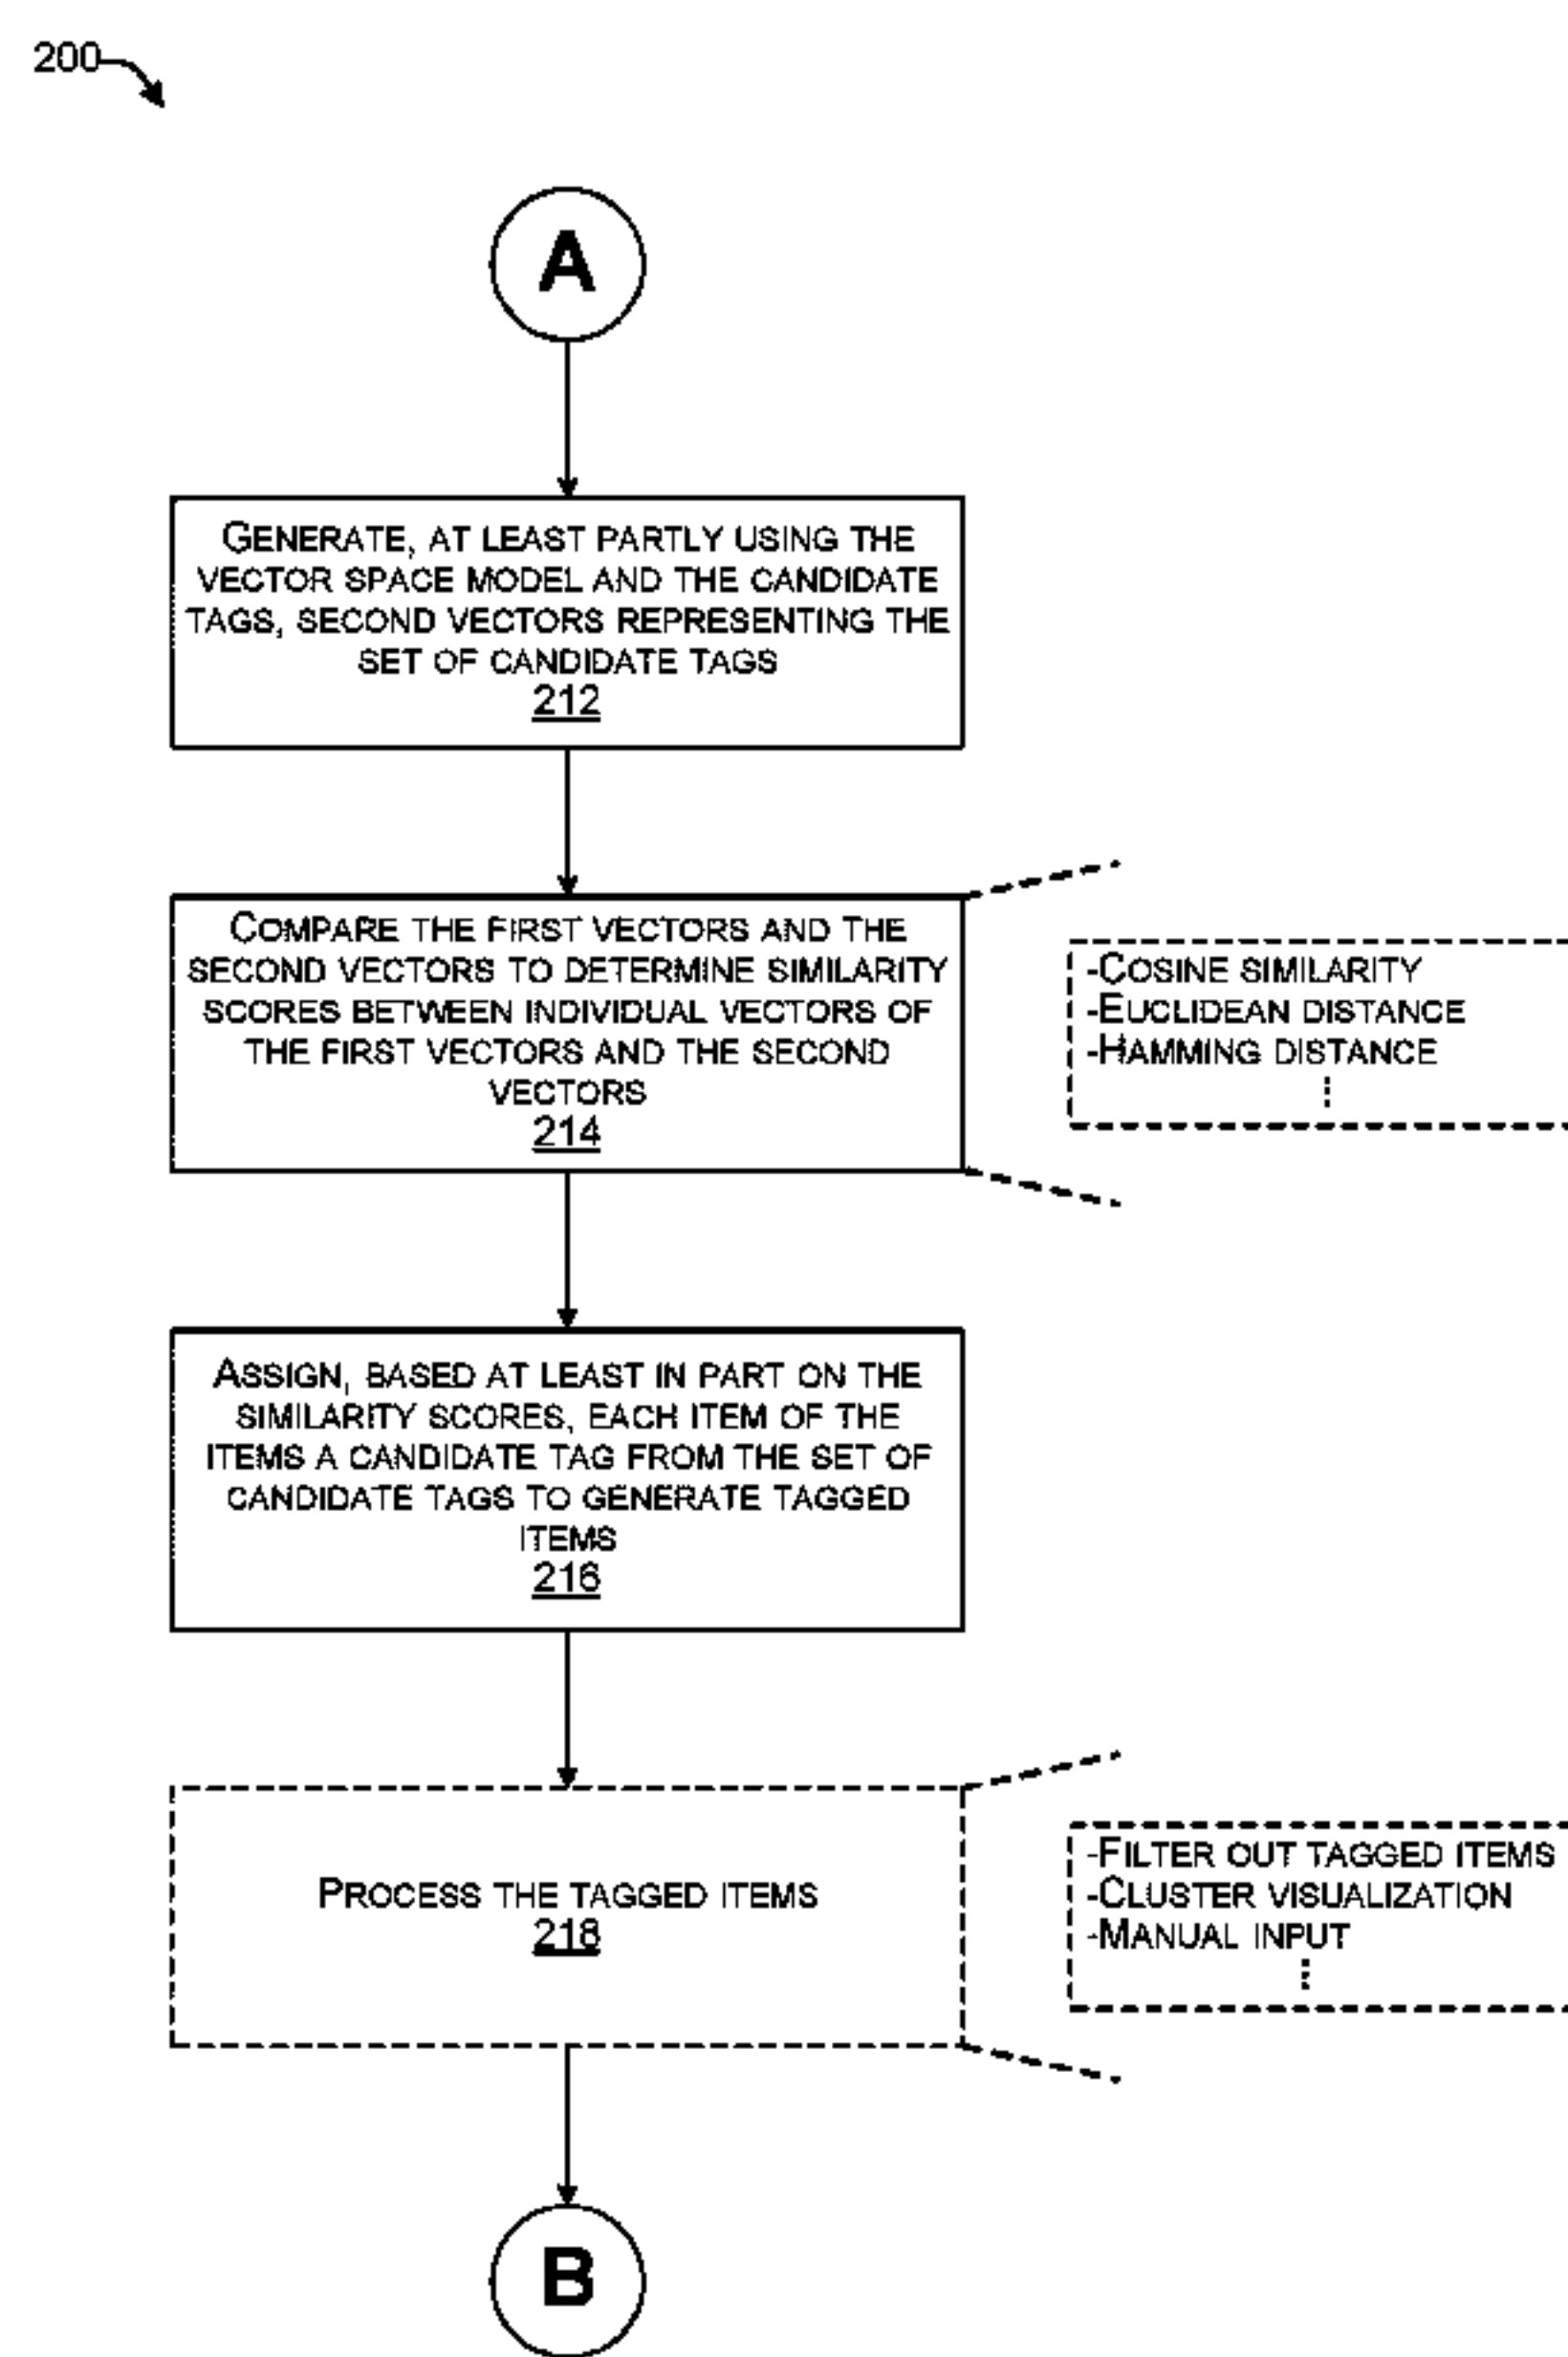 200
A
GENERATE, AT LEAST PARTLY USING THE
VECTOR SPACE MODEL AND THE CANDIDATE
TAGS, SECOND VECTORS REPRESENTING THE
SET OF CANDIDATE TAGS
212
COMPARE THE FIRST VECTORS AND THE
SECOND VECTORS TO DETERMINE SIMILARITY
SCORES BETWEEN INDIVIDUAL VECTORS OF
THE FIRST VECTORS AND THE SECOND
VECTORS
214
-COSINE SIMILARITY
-EUCLIDEAN DISTANCE
-HAMMING DISTANCE
ASSIGN, BASED AT LEAST IN PART ON THE
SIMILARITY SCORES, EACH ITEM OF THE
ITEMS A CANDIDATE TAG FROM THE SET OF
CANDIDATE TAGS TO GENERATE TAGGED
ITEMS
216
PROCESS THE TAGGED ITEMS
218
-FILTER OUT TAGGED ITEMS
-CLUSTER VISUALIZATION
-MANUAL INPUT
B